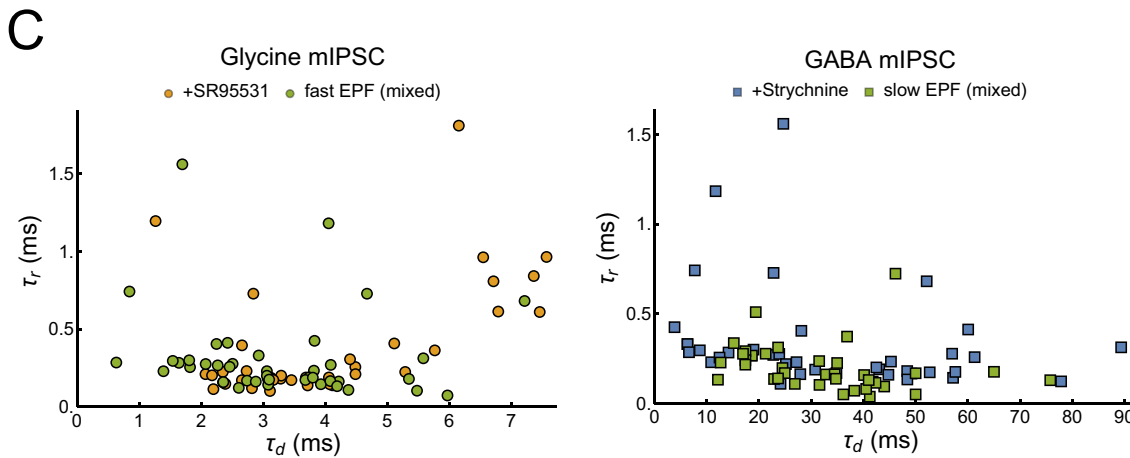 C
Glycine mIPSC
+SR95531 fast EPF (mixed)
1.5
1.
0.5
0.
0 1 2 3 4 5 6 7
τr (ms)
τd (ms)
GABA mIPSC
+Strychnine slow EPF (mixed)
1.5
1.
0.5
0
0 10 20 30 40 50 60 70 80 90
τr (ms)
τd (ms)